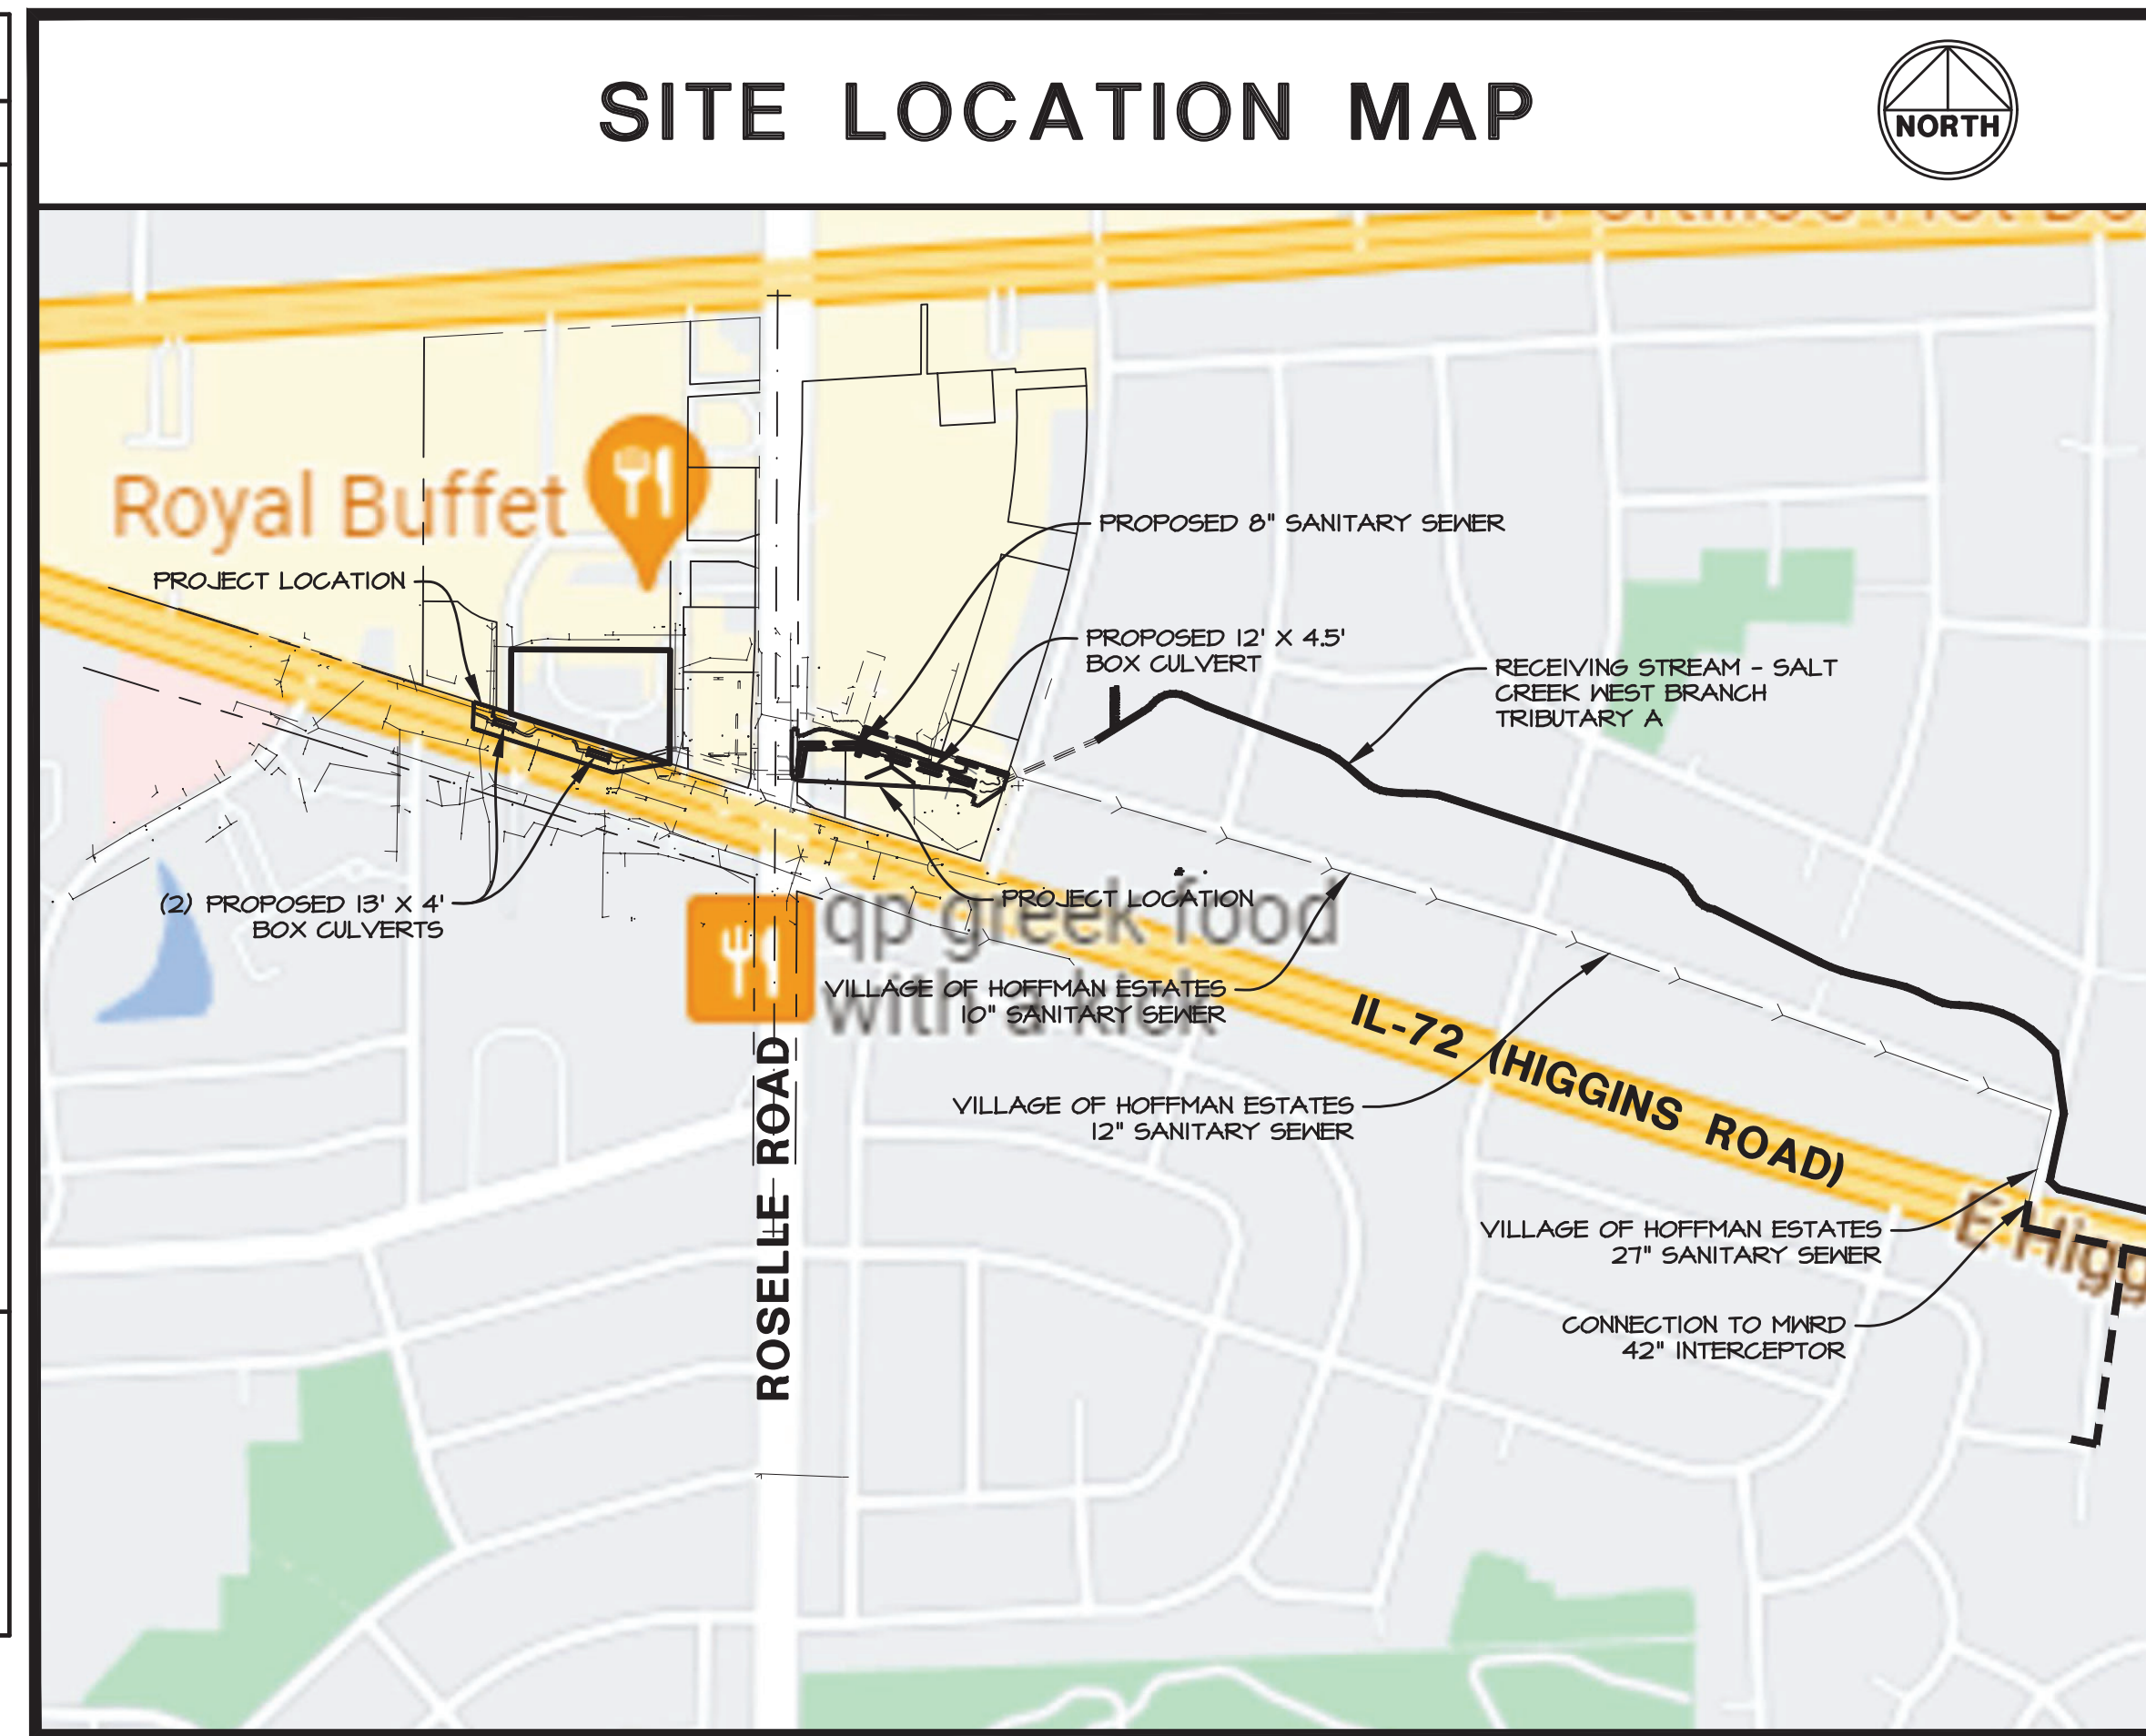 SITE LOCATION MAP
NORTH
Royal Buffet
PROPOSED 8" SANITARY SEWER
PROJECT LOCATION
PROPOSED 12' X 4.5'
BOX CULVERT
RECEIVING STREAM - SALT
CREEK WEST BRANCH
TRIBUTARY A
(2) PROPOSED 13' X 4'
BOX CULVERTS
PROJECT LOCATION
qp greek food
with a kick
VILLAGE OF HOFFMAN ESTATES
10" SANITARY SEWER
IL-72 (HIGGINS ROAD)
VILLAGE OF HOFFMAN ESTATES
12" SANITARY SEWER
ROSELLE ROAD
VILLAGE OF HOFFMAN ESTATES
27" SANITARY SEWER
E Higg
CONNECTION TO MWRD
42" INTERCEPTOR